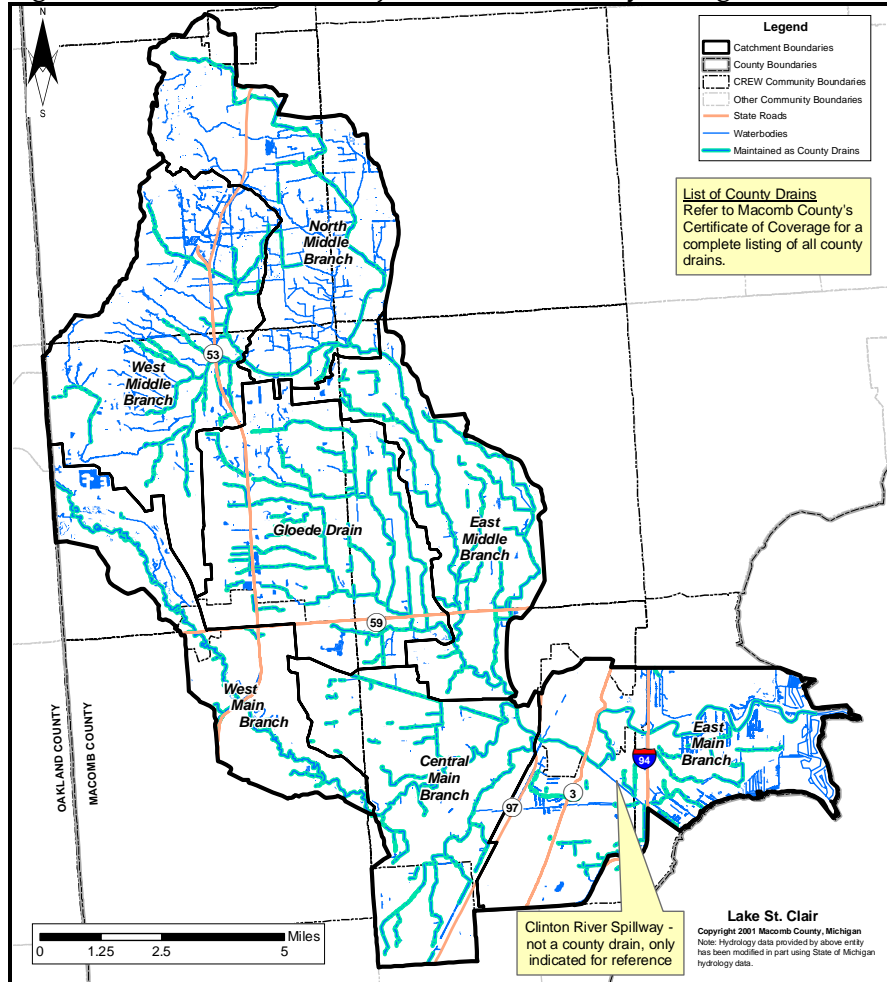 N
S
Legend
Catchment Boundaries
County Boundaries
CREW Community Boundaries
Other Community Boundaries
State Roads
Waterbodies
Maintained as County Drains
List of County Drains
Refer to Macomb County's
Certificate of Coverage for a
complete listing of all county
drains.
North
Middle
Branch
53
West
Middle
Branch
Gloede Drain
East
Middle
Branch
59
West
Main
Branch
OAKLAND COUNTY
MACOMB COUNTY
Central
Main
Branch
East
Main
Branch
94
97
3
Clinton River Spillway -
not a county drain, only
indicated for reference
Lake St. Clair
Copyright 2001 Macomb County, Michigan
Note: Hydrology data provided by above entity
has been modified in part using State of Michigan
hydrology data.
Miles
0 1.25 2.5 5